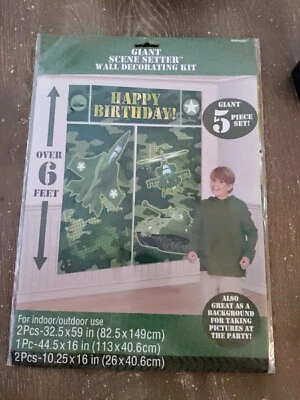 GIANT
SCENE SETTER™
WALL DECORATING KIT
HAPPY
BIRTHDAY!
GIANT
5
PIECE
SET!
OVER
6
FEET
ALSO
GREAT AS A
BACKGROUND
FOR TAKING
PICTURES AT
THE PARTY!
For indoor/outdoor use
2Pcs-32.5x59 in (82.5x149cm)
1Pc-44.5x16 in (113x40.6cm)
2Pcs-10.25x16 in (26x40.6cm)